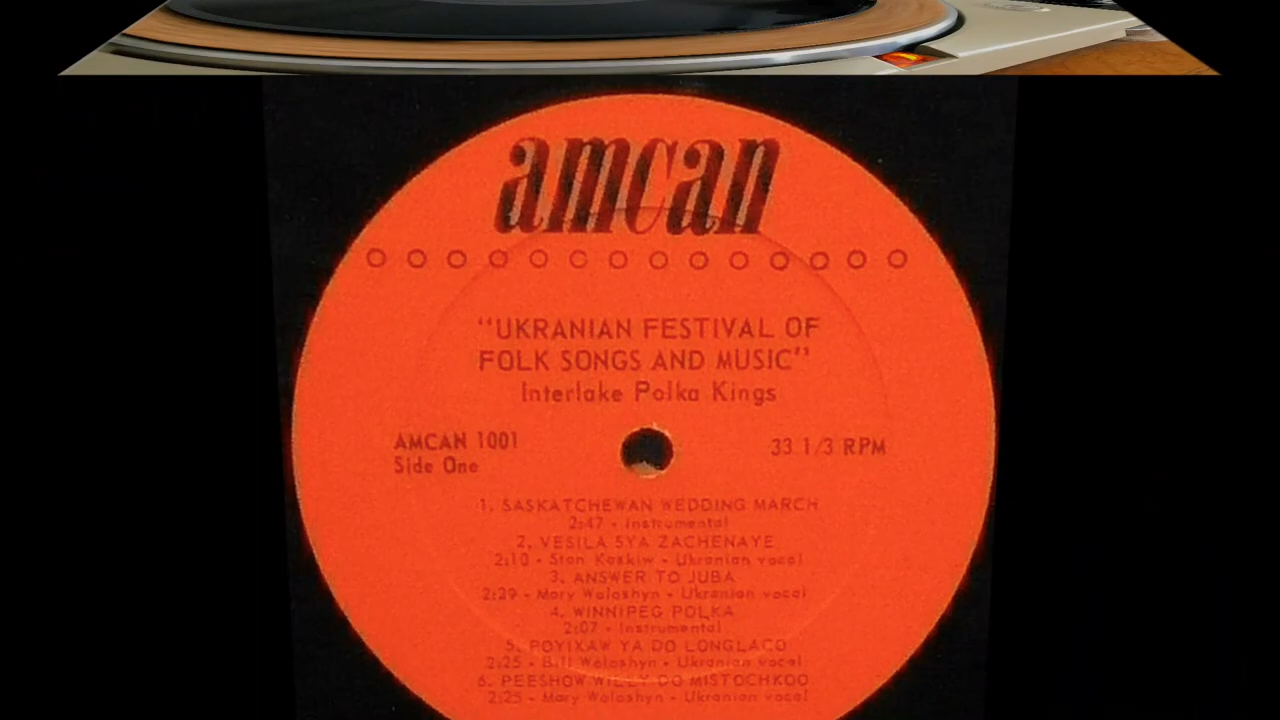 amcan
“UKRANIAN FESTIVAL OF
FOLK SONGS AND MUSIC”
Interlake Polka Kings
AMCAN 1001
Side One
33 1/3 RPM
1. SASKATCHEWAN WEDDING MARCH
2:47 - Instrumental
2. VESILA SYA ZACHENAYE
2:10 - Stan Kaskiw - Ukranian vocal
3. ANSWER TO JUBA
2:29 - Mary Woloshyn - Ukranian vocal
4. WINNIPEG POLKA
2:07 - Instrumental
5. POYIXAW YA DO LONGLACO
2:25 - Bill Woloshyn - Ukranian vocal
6. PEESHOW WILLY DO MISTOCHKOO
2:25 - Mary Woloshyn - Ukranian vocal